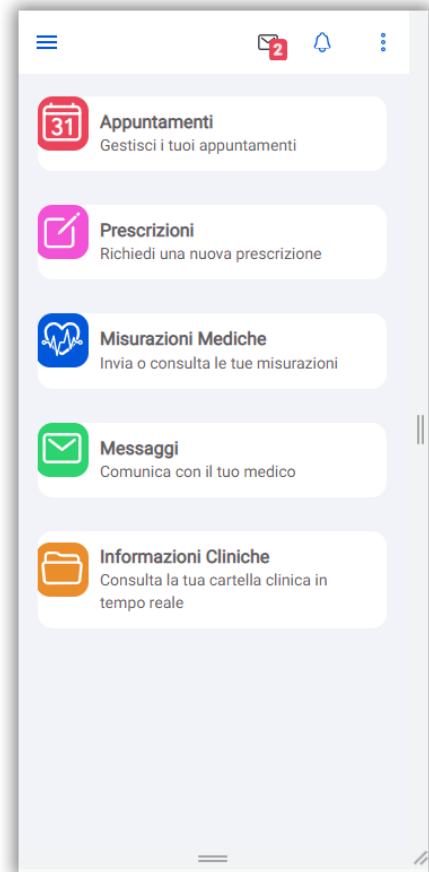 2
31
Appuntamenti
Gestisci i tuoi appuntamenti
Prescrizioni
Richiedi una nuova prescrizione
Misurazioni Mediche
Invia o consulta le tue misurazioni
Messaggi
Comunica con il tuo medico
Informazioni Cliniche
Consulta la tua cartella clinica in
tempo reale